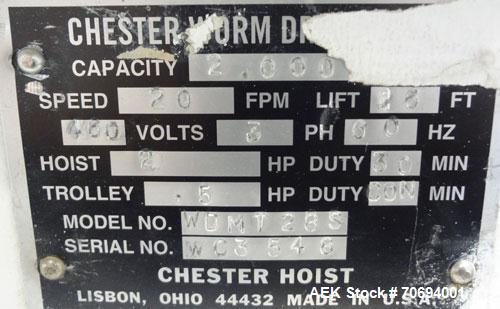 CHESTER WORM DR
CAPACITY 2,000
SPEED 20 FPM LIFT 26 FT
460 VOLTS 3 PH 60 HZ
HOIST 2 HP DUTY 30 MIN
TROLLEY .5 HP DUTY CON MIN
MODEL NO. WDMT28S
SERIAL NO. WC3546
CHESTER HOIST
LISBON, OHIO 44432 MADE IN U.S.A.
AEK Stock# 70694001